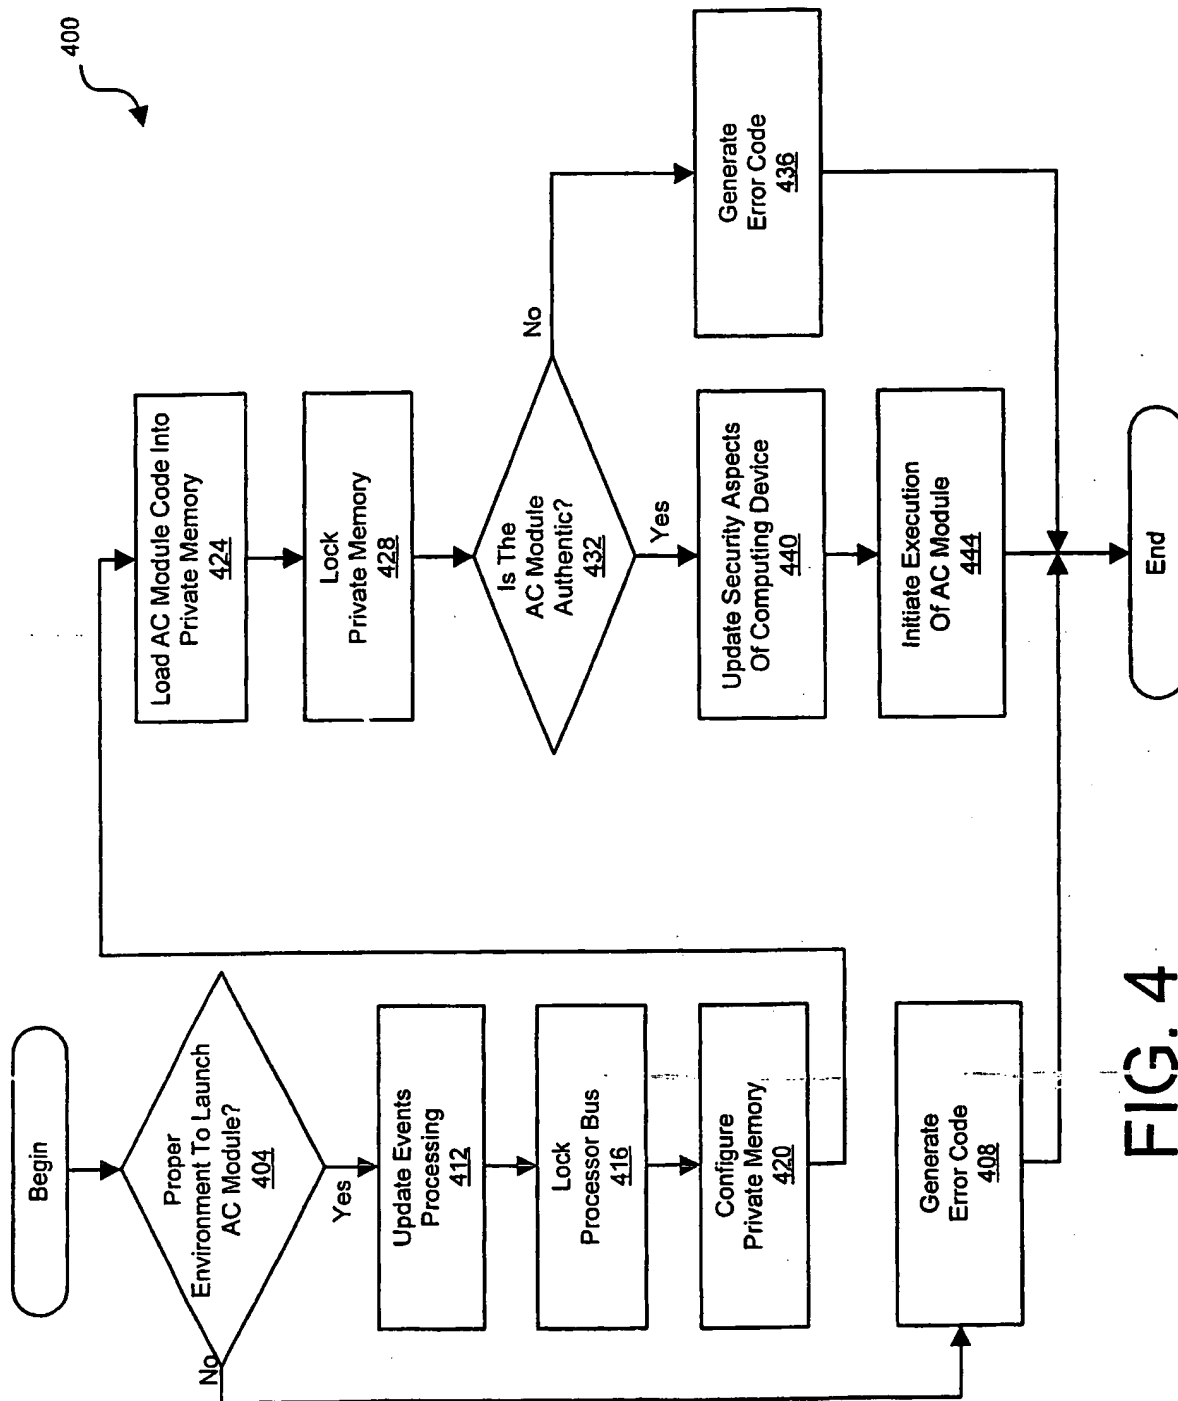 400
Begin
Proper
Environment To Launch
AC Module?
404
No
Yes
Update Events
Processing
412
Lock
Processor Bus
416
Configure
Private Memory
420
Generate
Error Code
408
Load AC Module Code Into
Private Memory
424
Lock
Private Memory
428
Is The
AC Module
Authentic?
432
No
Yes
Generate
Error Code
436
Update Security Aspects
Of Computing Device
440
Initiate Execution
Of AC Module
444
End
FIG. 4